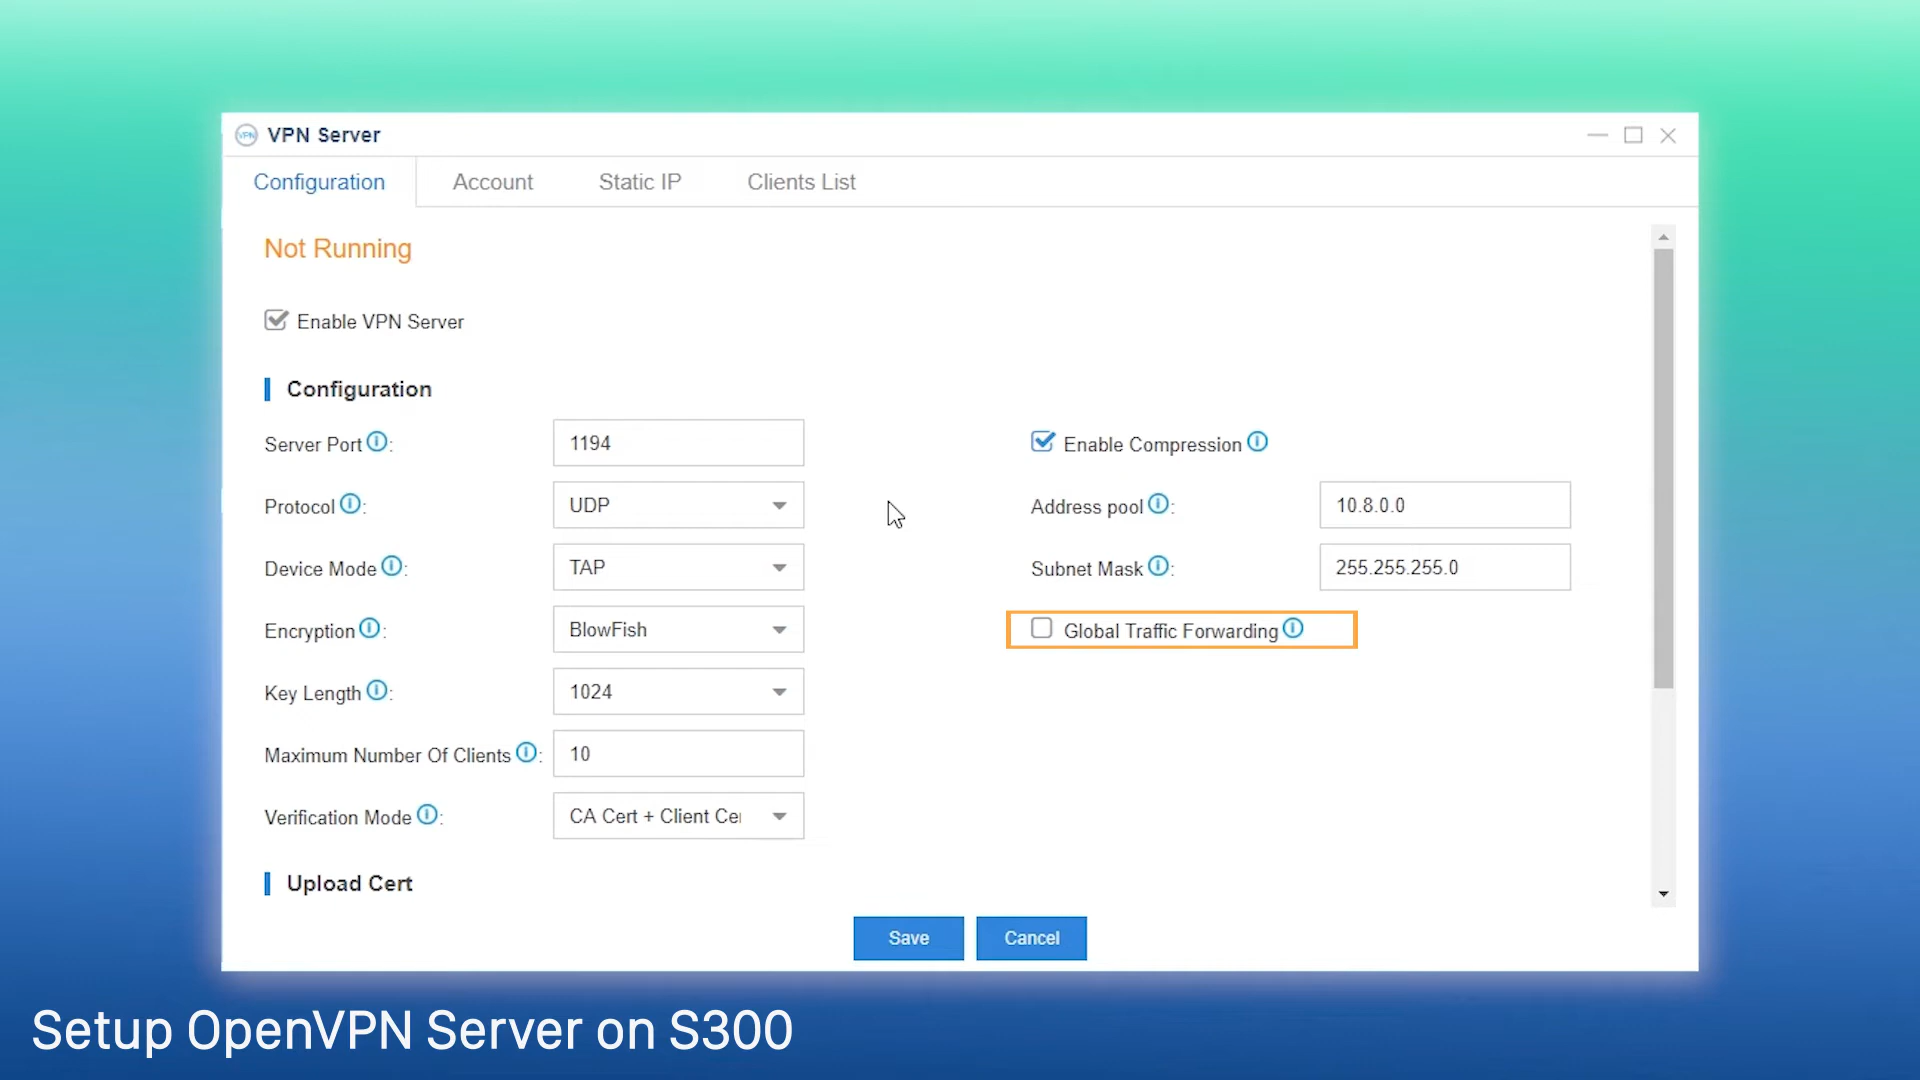 VPN Server
Configuration Account Static IP Clients List
Not Running
Enable VPN Server
Configuration
Server Port : 1194 Enable Compression
Protocol : UDP Address pool : 10.8.0.0
Device Mode : TAP Subnet Mask : 255.255.255.0
Encryption : BlowFish Global Traffic Forwarding
Key Length : 1024
Maximum Number Of Clients : 10
Verification Mode : CA Cert + Client Cer
Upload Cert
Save Cancel
Setup OpenVPN Server on S300